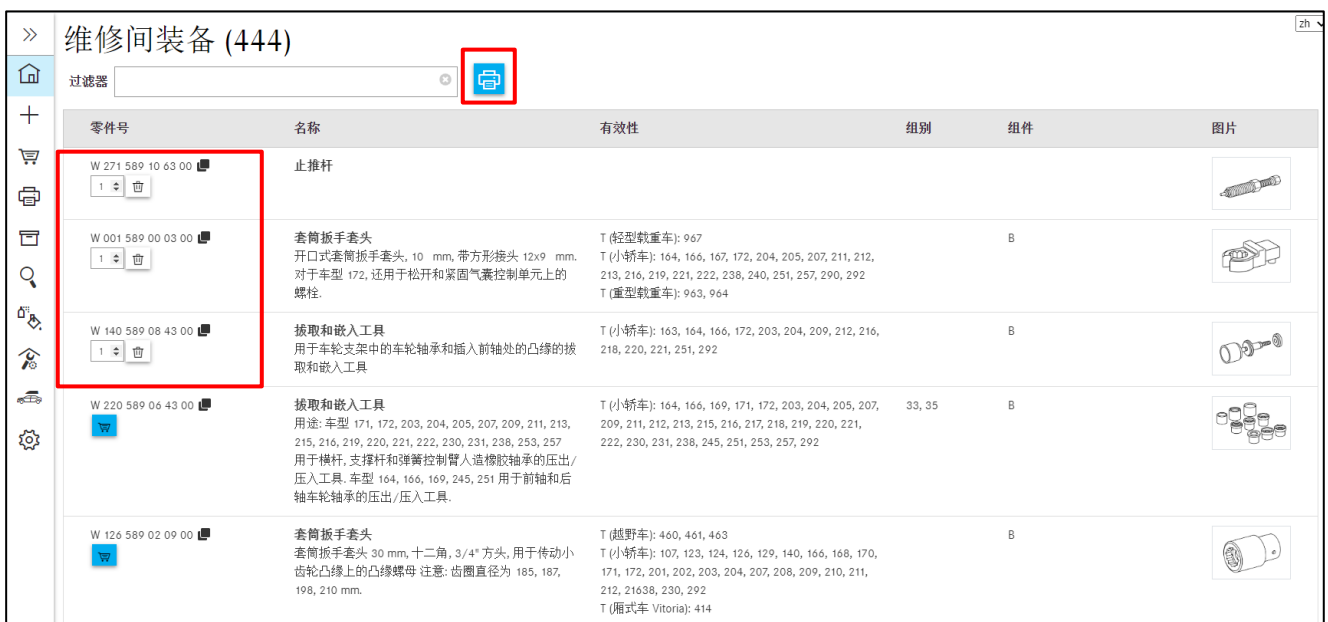 zh
维修间装备 (444)
过滤器
零件号 名称 有效性 组别 组件 图片
W 271 589 10 63 00 止推杆
1
W 001 589 00 03 00 套筒扳手套头 T (轻型载重车): 967 B
1 开口式套筒扳手套头, 10 mm, 带方形接头 12x9 mm. T (小轿车): 164, 166, 167, 172, 204, 205, 207, 211, 212,
对于车型 172, 还用于松开和紧固气囊控制单元上的 213, 216, 219, 221, 222, 238, 240, 251, 257, 290, 292
螺栓. T (重型载重车): 963, 964
W 140 589 08 43 00 拔取和嵌入工具 T (小轿车): 163, 164, 166, 172, 203, 204, 209, 212, 216, B
1 用于车轮支架中的车轮轴承和插入前轴处的凸缘的拔 218, 220, 221, 251, 292
取和嵌入工具
W 220 589 06 43 00 拔取和嵌入工具 T (小轿车): 164, 166, 169, 171, 172, 203, 204, 205, 207, 33, 35 B
用途: 车型 171, 172, 203, 204, 205, 207, 209, 211, 213, 209, 211, 212, 213, 215, 216, 217, 218, 219, 220, 221,
215, 216, 219, 220, 221, 222, 230, 231, 238, 253, 257 222, 230, 231, 238, 245, 251, 253, 257, 292
用于横杆, 支撑杆和弹簧控制臂人造橡胶轴承的压出/
压入工具. 车型 164, 166, 169, 245, 251 用于前轴和后
轴车轮轴承的压出/压入工具.
W 126 589 02 09 00 套筒扳手套头 T (越野车): 460, 461, 463 B
套筒扳手套头 30 mm, 十二角, 3/4" 方头, 用于传动小 T (小轿车): 107, 123, 124, 126, 129, 140, 166, 168, 170,
齿轮凸缘上的凸缘螺母 注意: 齿圈直径为 185, 187, 171, 172, 201, 202, 203, 204, 207, 208, 209, 210, 211,
198, 210 mm. 212, 21638, 230, 292
T (厢式车 Vitoria): 414